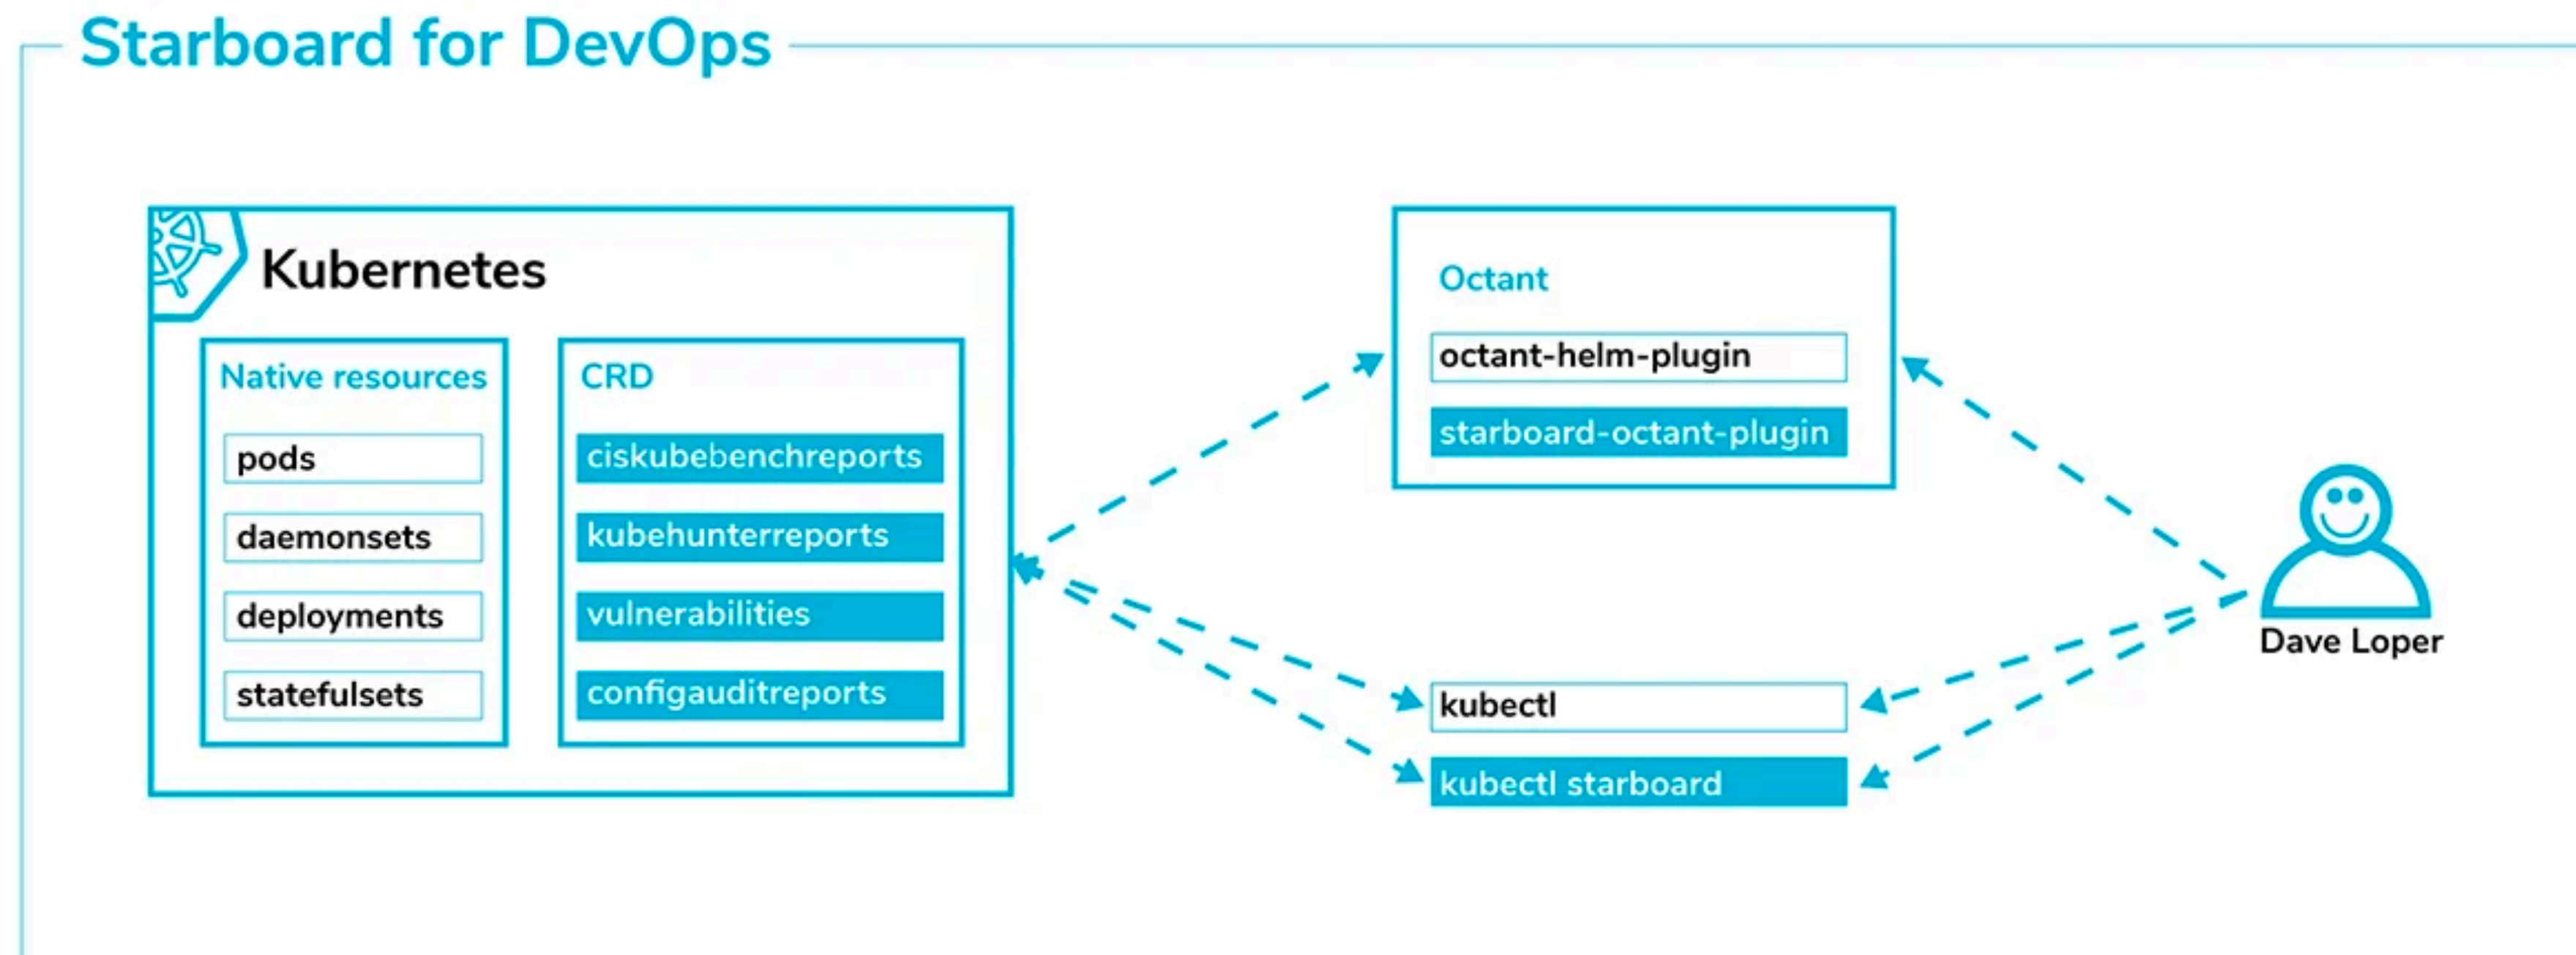 Starboard for DevOps
Kubernetes
Native resources
pods
daemonsets
deployments
statefulsets
CRD
ciskubebenchreports
kubehunterreports
vulnerabilities
configauditreports
Octant
octant-helm-plugin
starboard-octant-plugin
kubectl
kubectl starboard
Dave Loper